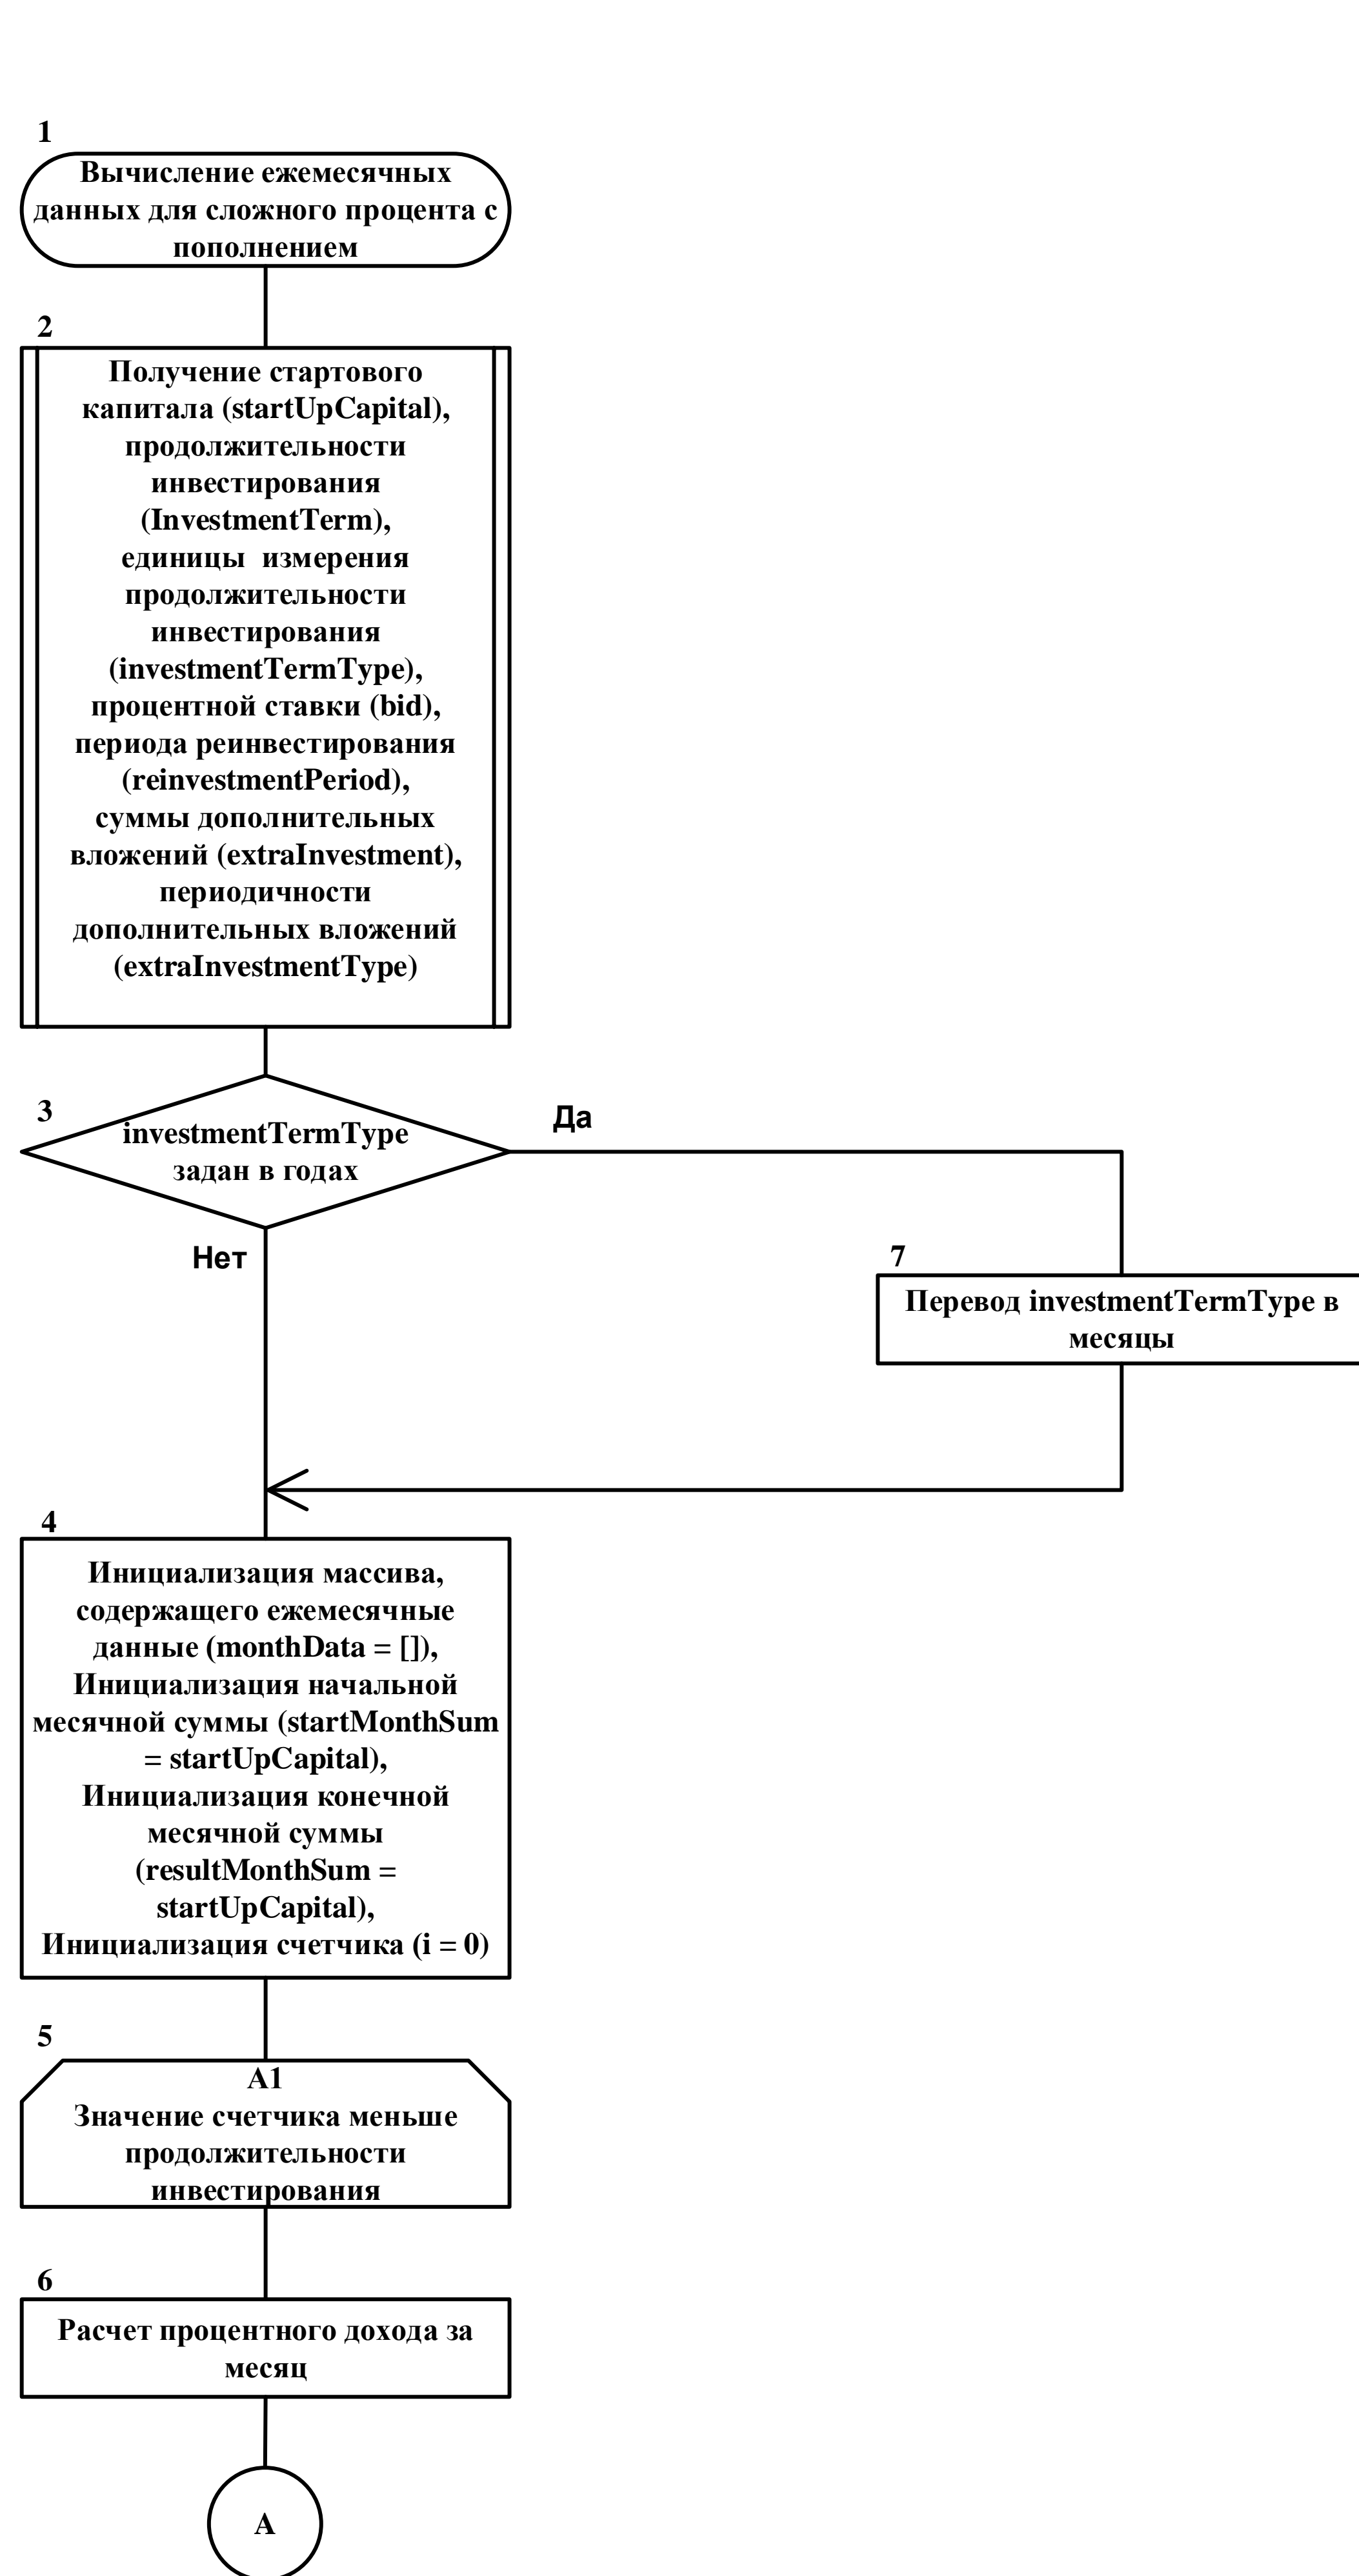 1
Вычисление ежемесячных
данных для сложного процента с
пополнением
2
Получение стартового
капитала (startUpCapital),
продолжительности
инвестирования
(InvestmentTerm),
единицы  измерения
продолжительности
инвестирования
(investmentTermType),
процентной ставки (bid),
периода реинвестирования
(reinvestmentPeriod),
суммы дополнительных
вложений (extraInvestment),
периодичности
дополнительных вложений
(extraInvestmentType)
3
investmentTermType
задан в годах
Да
Нет
7
Перевод investmentTermType в
месяцы
4
Инициализация массива,
содержащего ежемесячные
данные (monthData = []),
Инициализация начальной
месячной суммы (startMonthSum
= startUpCapital),
Инициализация конечной
месячной суммы
(resultMonthSum =
startUpCapital),
Инициализация счетчика (i = 0)
5
А1
Значение счетчика меньше
продолжительности
инвестирования
6
Расчет процентного дохода за
месяц
А